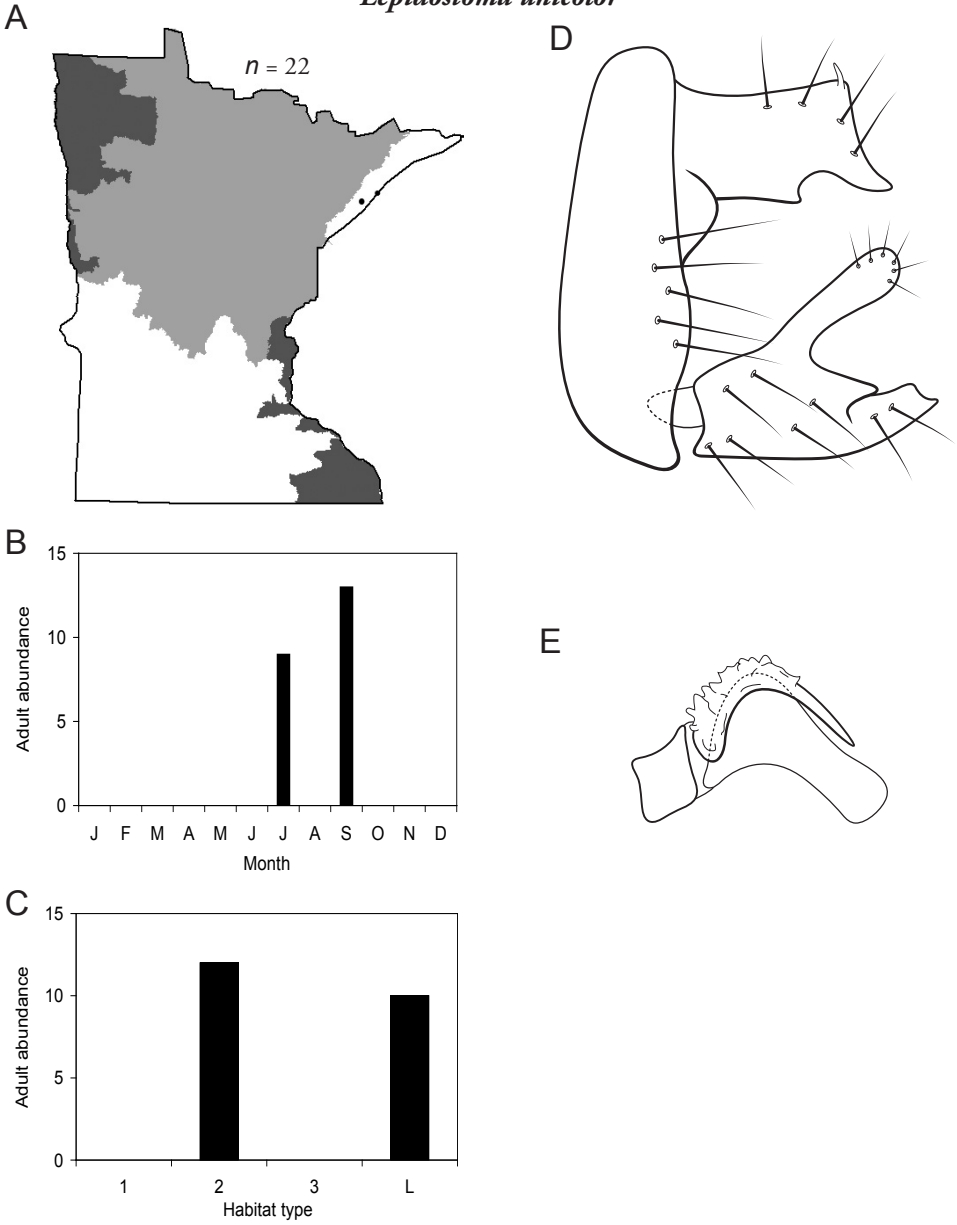 Lepidostoma unicolor
A
n = 22
D
B
15
10
5
0
Adult abundance
J F M A M J J A S O N D
Month
E
C
15
10
5
0
Adult abundance
1 2 3 L
Habitat type